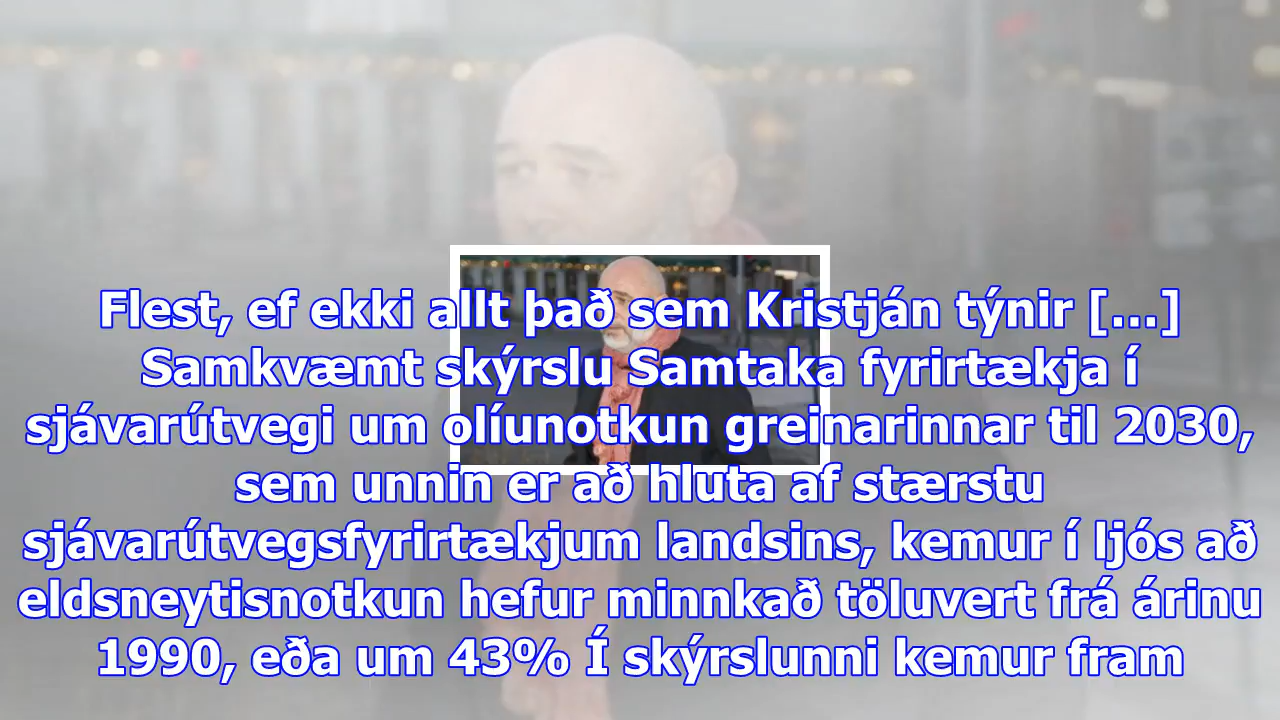 Flest, ef ekki allt það sem Kristján týnir [...]
Samkvæmt skýrslu Samtaka fyrirtækja í
sjávarútvegi um olíunotkun greinarinnar til 2030,
sem unnin er að hluta af stærstu
sjávarútvegsfyrirtækjum landsins, kemur í ljós að
eldsneytisnotkun hefur minnkað töluvert frá árinu
1990, eða um 43% Í skýrslunni kemur fram